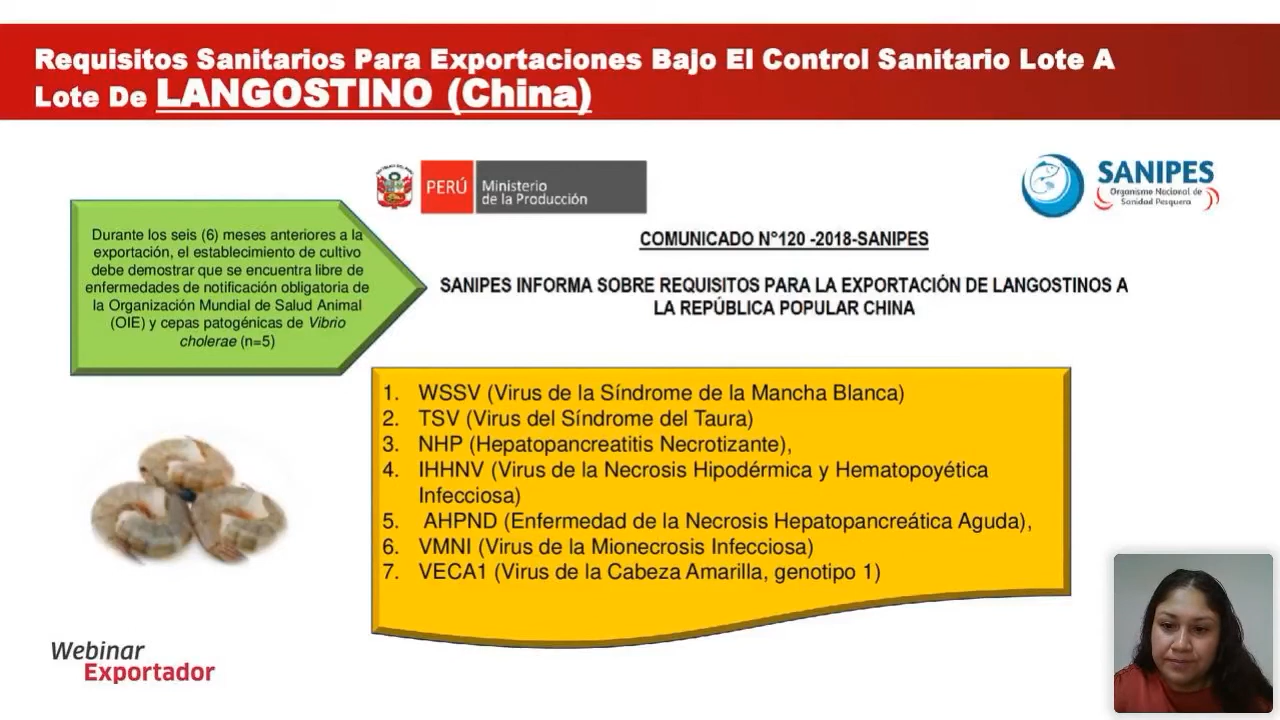 Requisitos Sanitarios Para Exportaciones Bajo El Control Sanitario Lote A
Lote De LANGOSTINO (China)
PERÚ
Ministerio
de la Producción
SANIPES
Organismo Nacional de
Sanidad Pesquera
COMUNICADO N°120 -2018-SANIPES
SANIPES INFORMA SOBRE REQUISITOS PARA LA EXPORTACIÓN DE LANGOSTINOS A
LA REPÚBLICA POPULAR CHINA
Durante los seis (6) meses anteriores a la
exportación, el establecimiento de cultivo
debe demostrar que se encuentra libre de
enfermedades de notificación obligatoria de
la Organización Mundial de Salud Animal
(OIE) y cepas patogénicas de Vibrio
cholerae (n=5)
1. WSSV (Virus de la Síndrome de la Mancha Blanca)
2. TSV (Virus del Síndrome del Taura)
3. NHP (Hepatopancreatitis Necrotizante),
4. IHHNV (Virus de la Necrosis Hipodérmica y Hematopoyética
Infecciosa)
5. AHPND (Enfermedad de la Necrosis Hepatopancreática Aguda),
6. VMNI (Virus de la Mionecrosis Infecciosa)
7. VECA1 (Virus de la Cabeza Amarilla, genotipo 1)
Webinar
Exportador